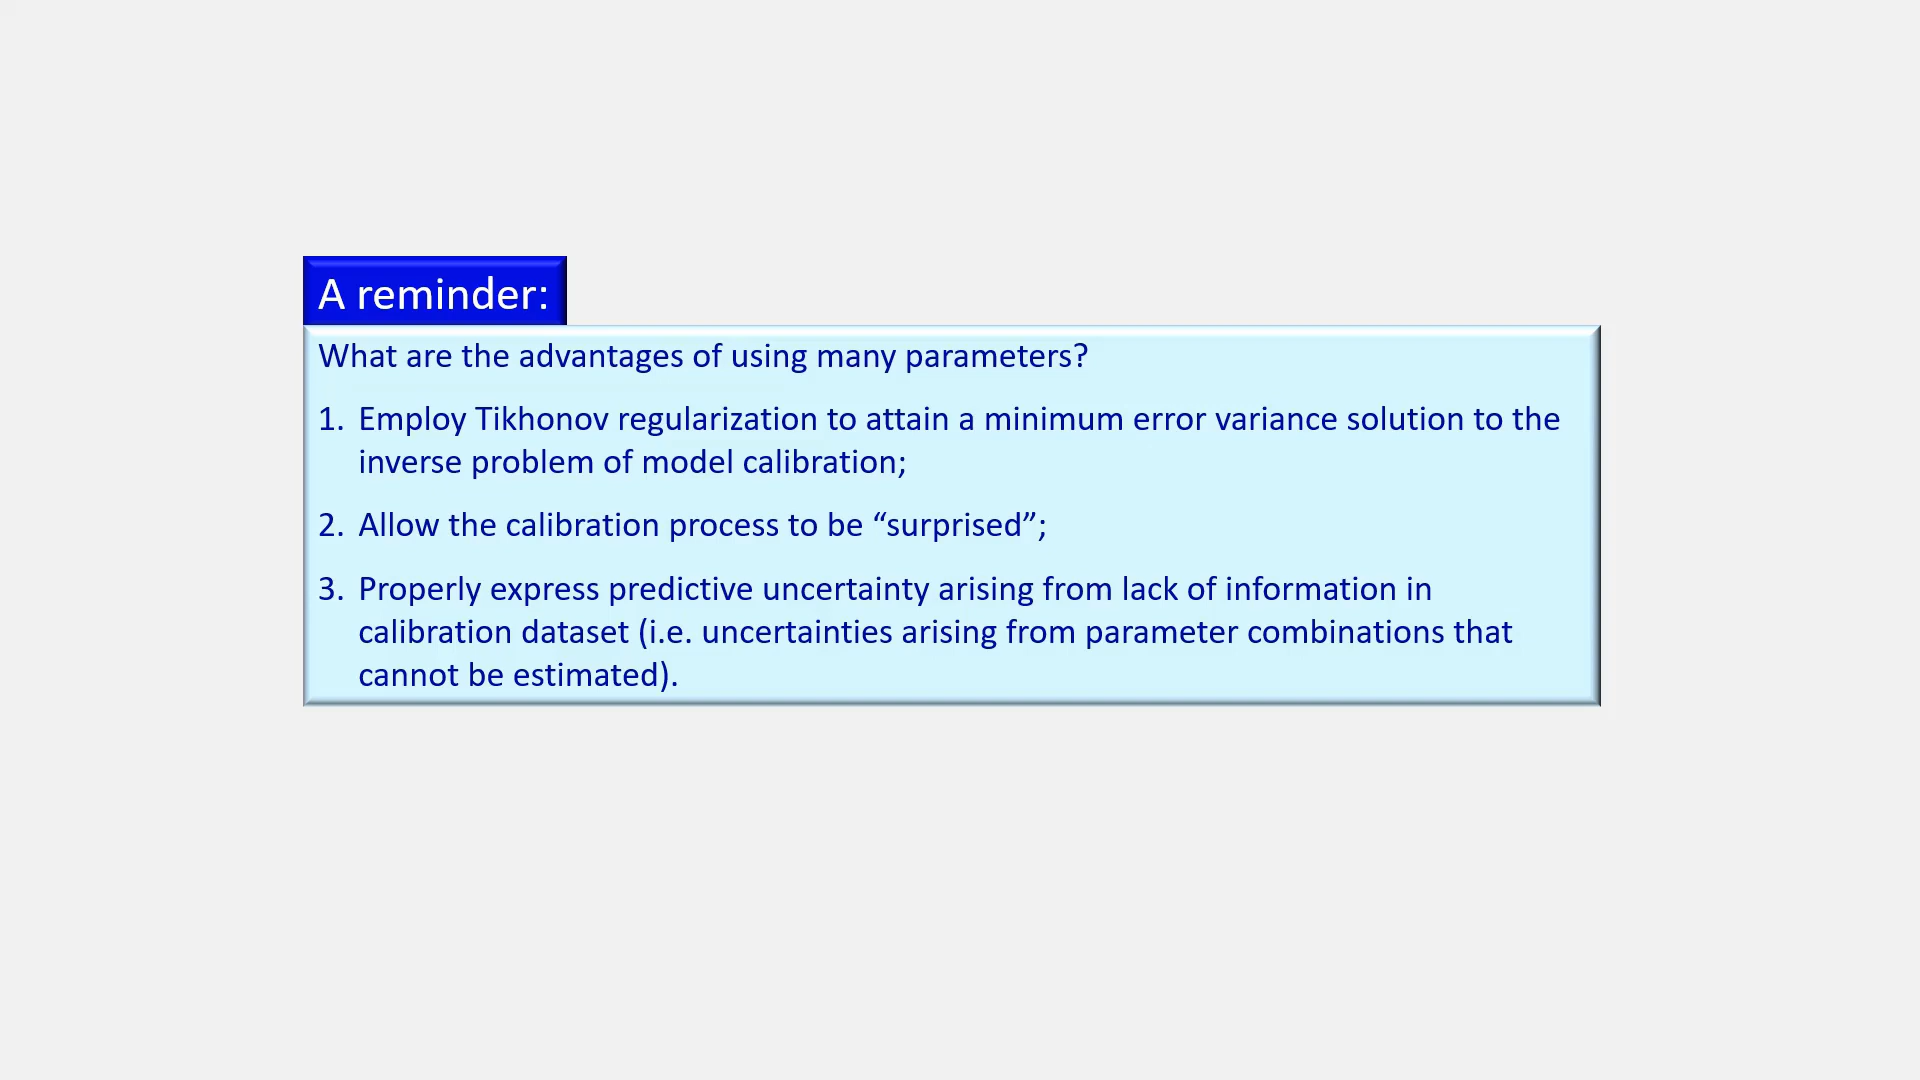 A reminder:
What are the advantages of using many parameters?
1. Employ Tikhonov regularization to attain a minimum error variance solution to the
inverse problem of model calibration;
2. Allow the calibration process to be “surprised”;
3. Properly express predictive uncertainty arising from lack of information in
calibration dataset (i.e. uncertainties arising from parameter combinations that
cannot be estimated).